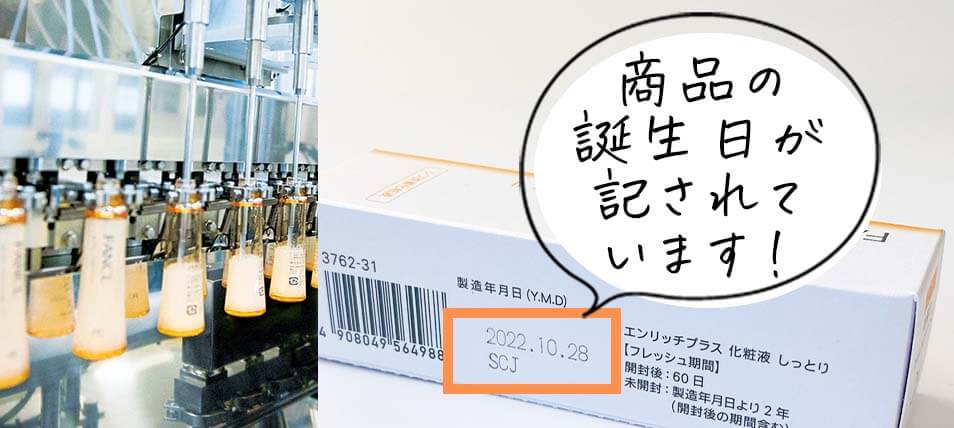 商品の
誕生日が
記されて
います!
FANCL
3762-31
製造年月日(Y.M.D)
2022.10.28
SCJ
4 908049 564988
エンリッチプラス 化粧液 しっとり
【フレッシュ期間】
開封後:60日
未開封:製造年月日より2年
(開封後の期間含む)